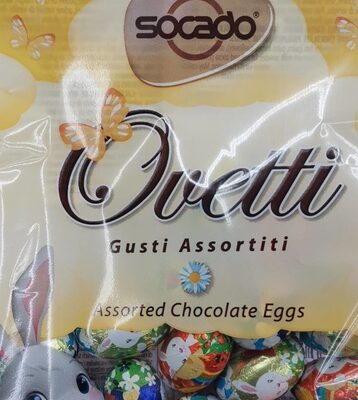 socado®
Ovetti
Gusti Assortiti
Assorted Chocolate Eggs